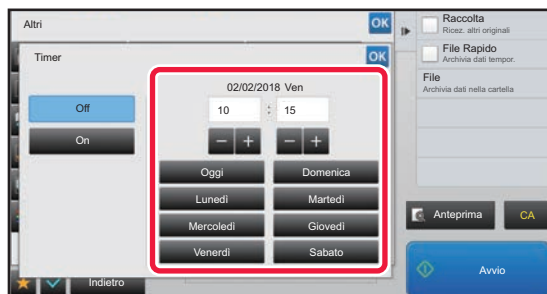 Altri
OK
Timer
OK
02/02/2018 Ven
Off
10 : 15
On
Oggi
Domenica
Lunedì
Martedì
Mercoledì
Giovedì
Venerdì
Sabato
Indietro
Raccolta
Ricez. altri originali
File Rapido
Archivia dati tempor.
File
Archivia dati nella cartella
Anteprima
CA
Avvio